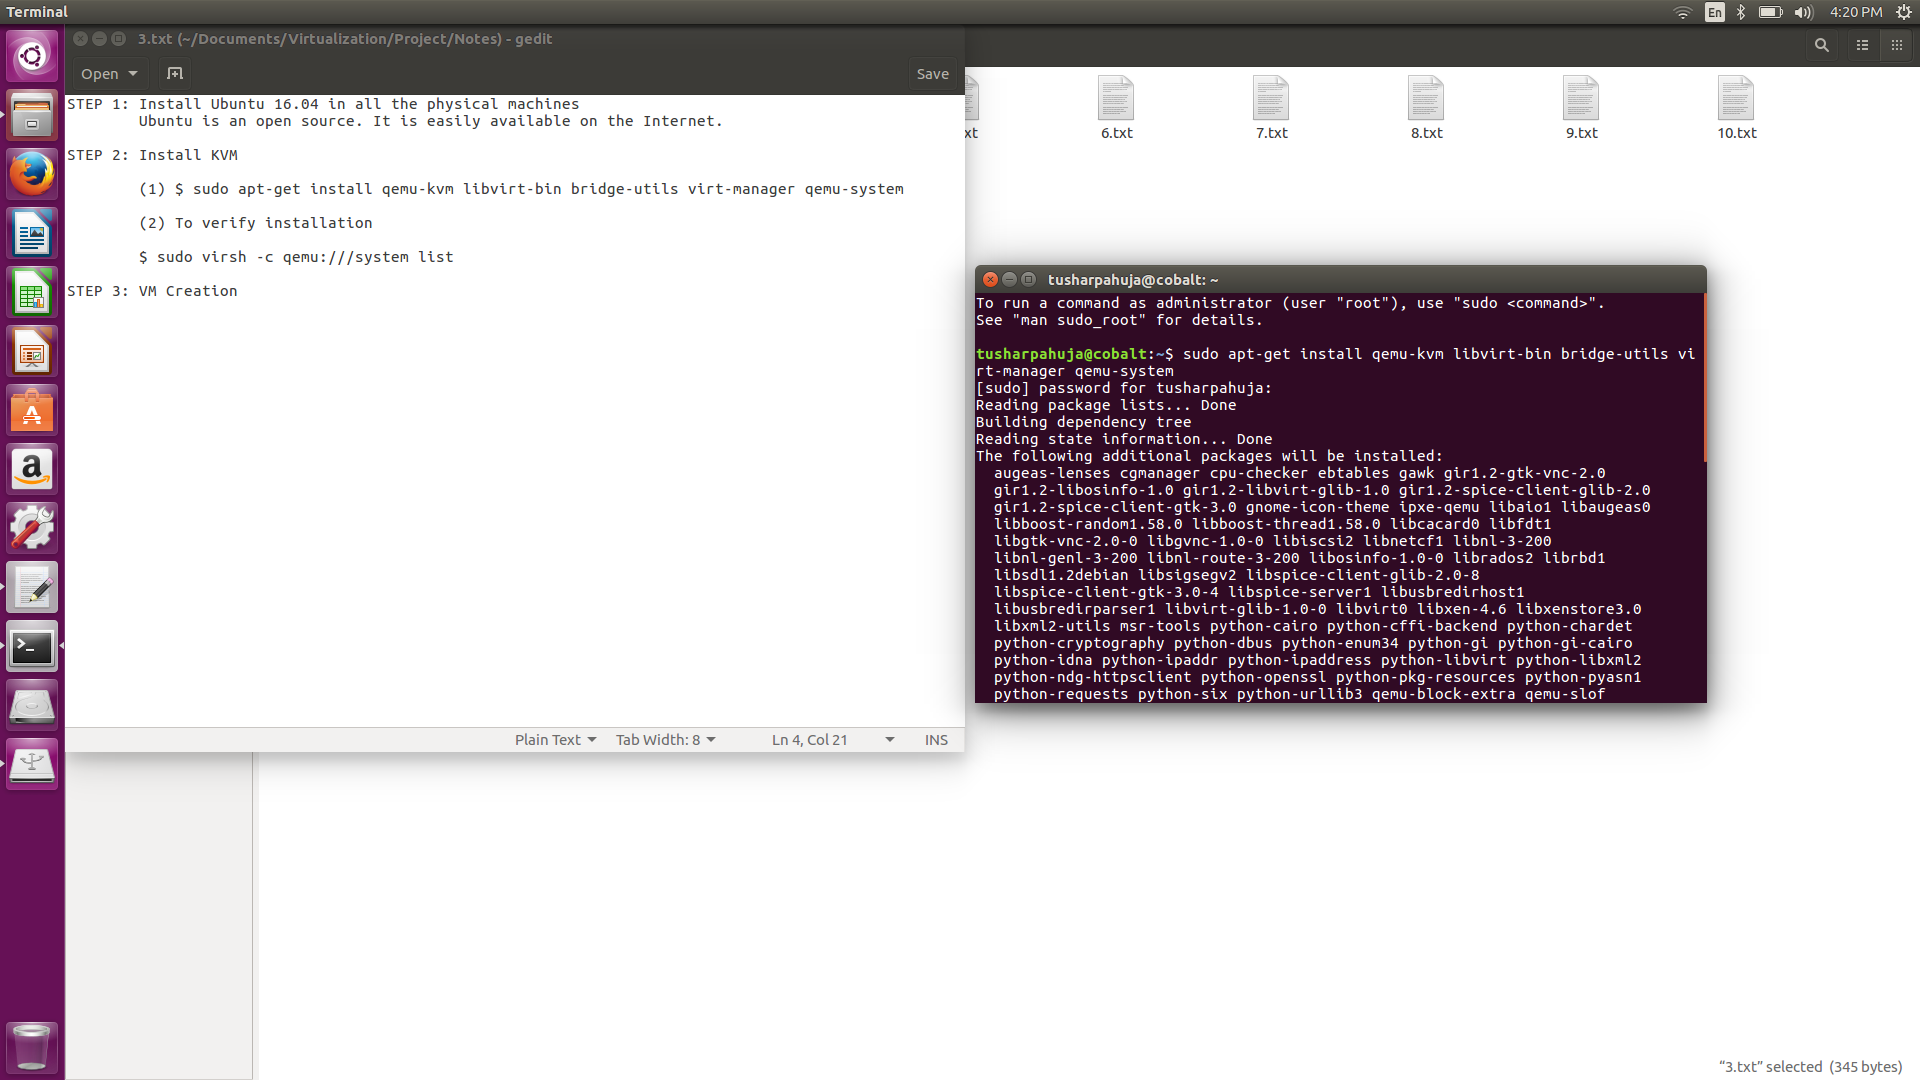 Terminal
En
4:20 PM
3.txt (~/Documents/Virtualization/Project/Notes) - gedit
Open
Save
STEP 1: Install Ubuntu 16.04 in all the physical machines
Ubuntu is an open source. It is easily available on the Internet.
STEP 2: Install KVM
(1) $ sudo apt-get install qemu-kvm libvirt-bin bridge-utils virt-manager qemu-system
(2) To verify installation
$ sudo virsh -c qemu:///system list
STEP 3: VM Creation
Plain Text
Tab Width: 8
Ln 4, Col 21
INS
xt
6.txt
7.txt
8.txt
9.txt
10.txt
tusharpahuja@cobalt: ~
To run a command as administrator (user "root"), use "sudo <command>".
See "man sudo_root" for details.
tusharpahuja@cobalt:~$ sudo apt-get install qemu-kvm libvirt-bin bridge-utils vi
rt-manager qemu-system
[sudo] password for tusharpahuja:
Reading package lists... Done
Building dependency tree
Reading state information... Done
The following additional packages will be installed:
augeas-lenses cgmanager cpu-checker ebtables gawk gir1.2-gtk-vnc-2.0
gir1.2-libosinfo-1.0 gir1.2-libvirt-glib-1.0 gir1.2-spice-client-glib-2.0
gir1.2-spice-client-gtk-3.0 gnome-icon-theme ipxe-qemu libaio1 libaugeas0
libboost-random1.58.0 libboost-thread1.58.0 libcacard0 libfdt1
libgtk-vnc-2.0-0 libgvnc-1.0-0 libiscsi2 libnetcf1 libnl-3-200
libnl-genl-3-200 libnl-route-3-200 libosinfo-1.0-0 librados2 librbd1
libsdl1.2debian libsigsegv2 libspice-client-glib-2.0-8
libspice-client-gtk-3.0-4 libspice-server1 libusbredirhost1
libusbredirparser1 libvirt-glib-1.0-0 libvirt0 libxen-4.6 libxenstore3.0
libxml2-utils msr-tools python-cairo python-cffi-backend python-chardet
python-cryptography python-dbus python-enum34 python-gi python-gi-cairo
python-idna python-ipaddr python-ipaddress python-libvirt python-libxml2
python-ndg-httpsclient python-openssl python-pkg-resources python-pyasn1
python-requests python-six python-urllib3 qemu-block-extra qemu-slof
“3.txt” selected (345 bytes)